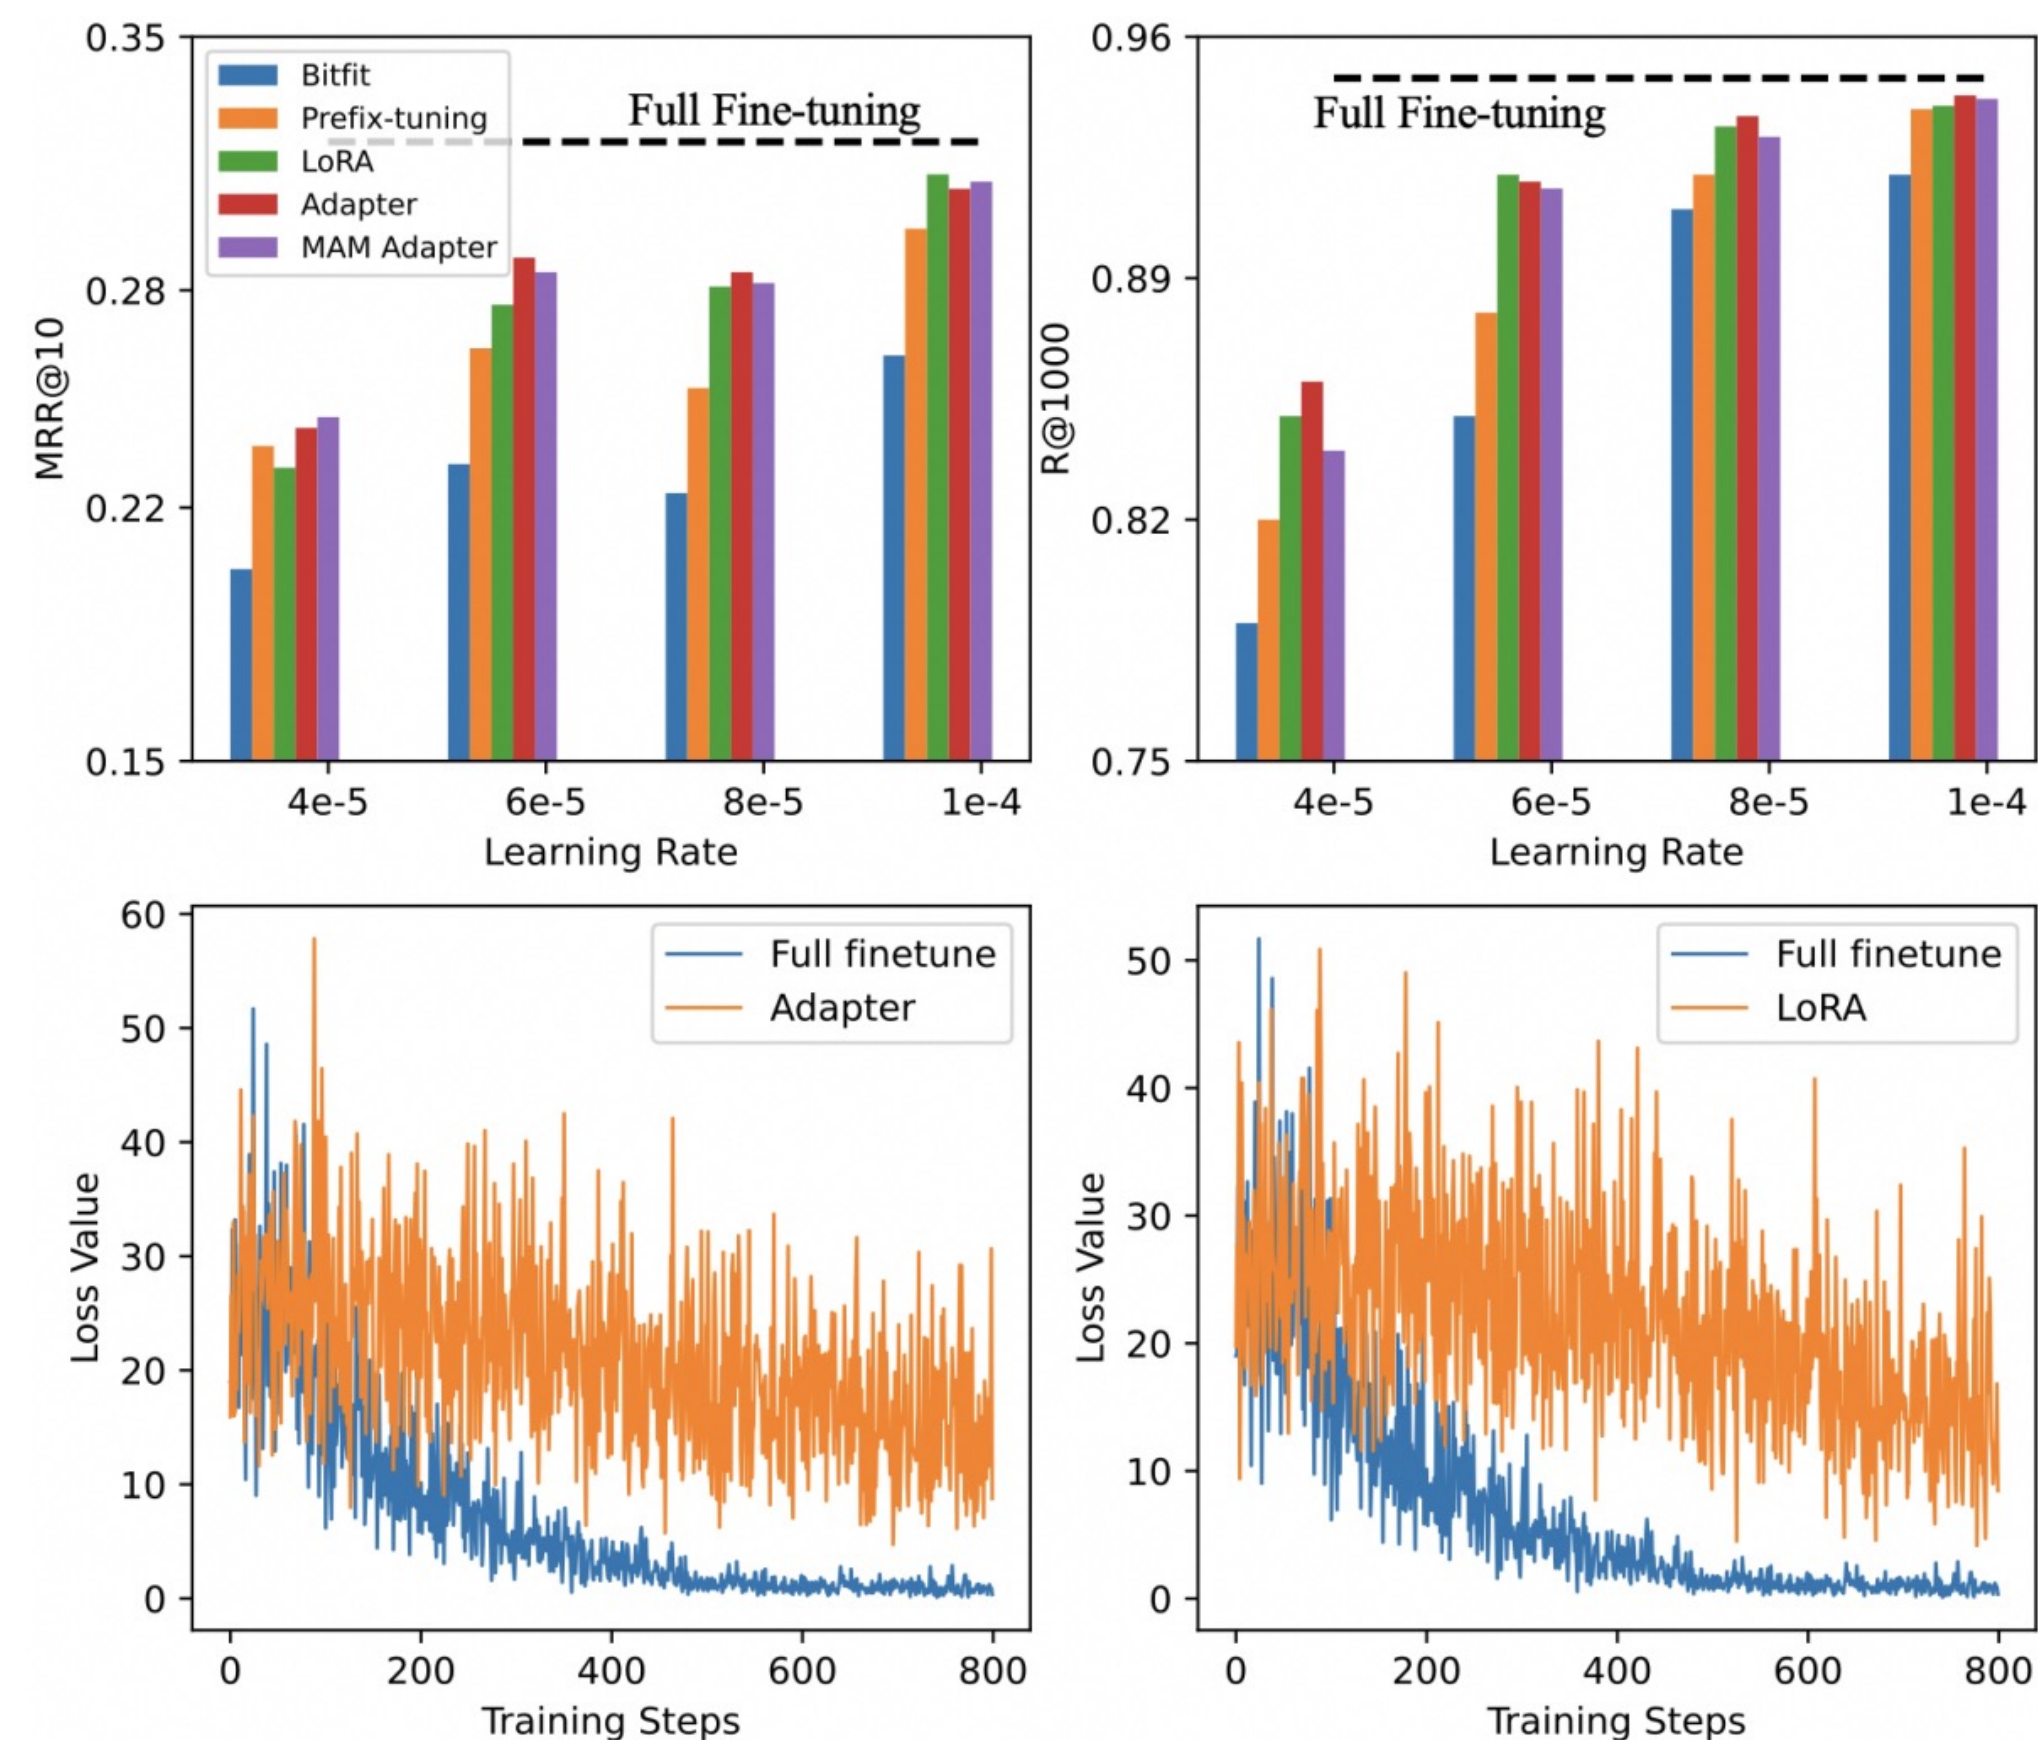 0.35
0.28
0.22
0.15
MRR@10
Bitfit
Prefix-tuning
LoRA
Adapter
MAM Adapter
Full Fine-tuning
4e-5 6e-5 8e-5 1e-4
Learning Rate
0.96
0.89
0.82
0.75
R@1000
Full Fine-tuning
4e-5 6e-5 8e-5 1e-4
Learning Rate
60
50
40
30
20
10
0
Loss Value
Full finetune
Adapter
0 200 400 600 800
Training Steps
50
40
30
20
10
0
Loss Value
Full finetune
LoRA
0 200 400 600 800
Training Steps